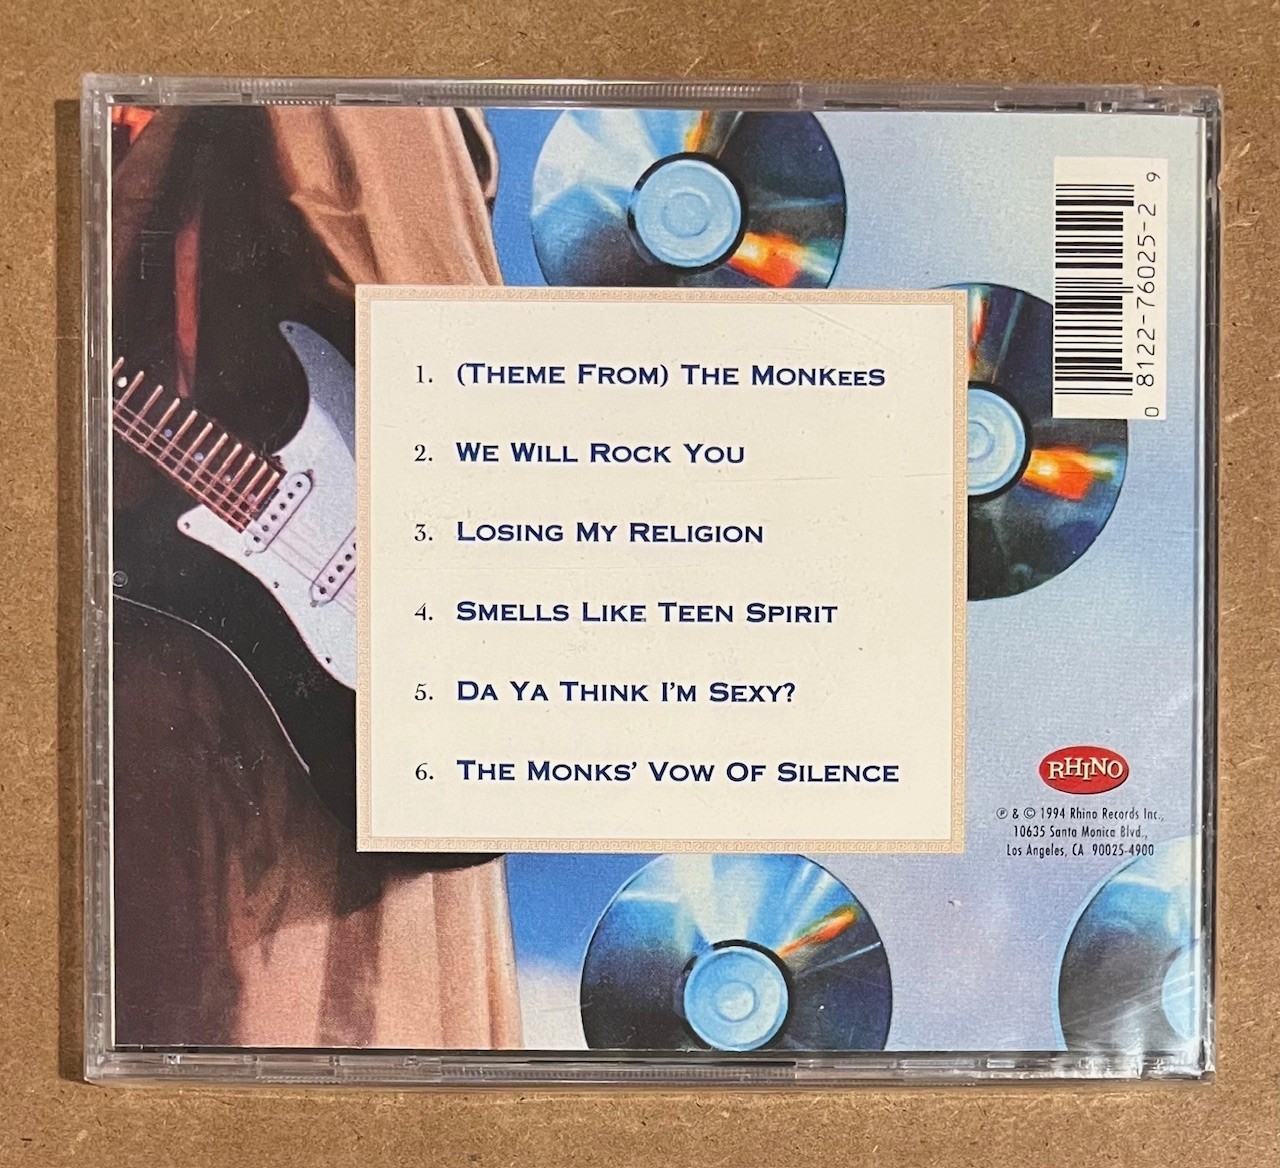 1. (THEME FROM) THE MONKEES
2. WE WILL ROCK YOU
3. LOSING MY RELIGION
4. SMELLS LIKE TEEN SPIRIT
5. DA YA THINK I'M SEXY?
6. THE MONKS' VOW OF SILENCE
0 8122-76025-2 9
RHINO
℗ & © 1994 Rhino Records Inc.,
10635 Santa Monica Blvd.,
Los Angeles, CA 90025-4900